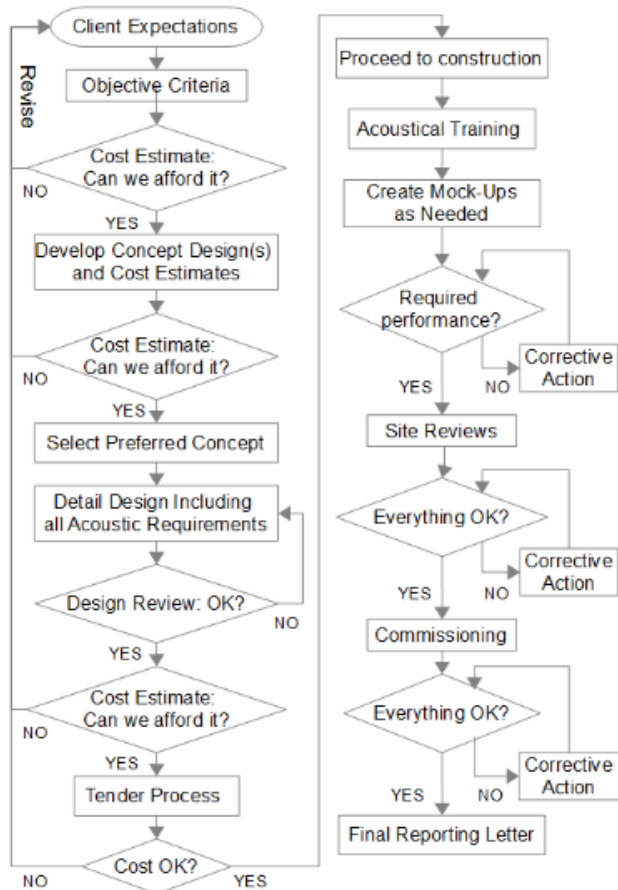 Client Expectations
Revise
Objective Criteria
Cost Estimate:
Can we afford it?
NO
YES
Develop Concept Design(s)
and Cost Estimates
Cost Estimate:
Can we afford it?
NO
YES
Select Preferred Concept
Detail Design Including
all Acoustic Requirements
Design Review: OK?
NO
YES
Cost Estimate:
Can we afford it?
NO
YES
Tender Process
Cost OK?
NO
YES
Proceed to construction
Acoustical Training
Create Mock-Ups
as Needed
Required
performance?
NO
Corrective
Action
YES
Site Reviews
Everything OK?
NO
Corrective
Action
YES
Commissioning
Everything OK?
NO
Corrective
Action
YES
Final Reporting Letter